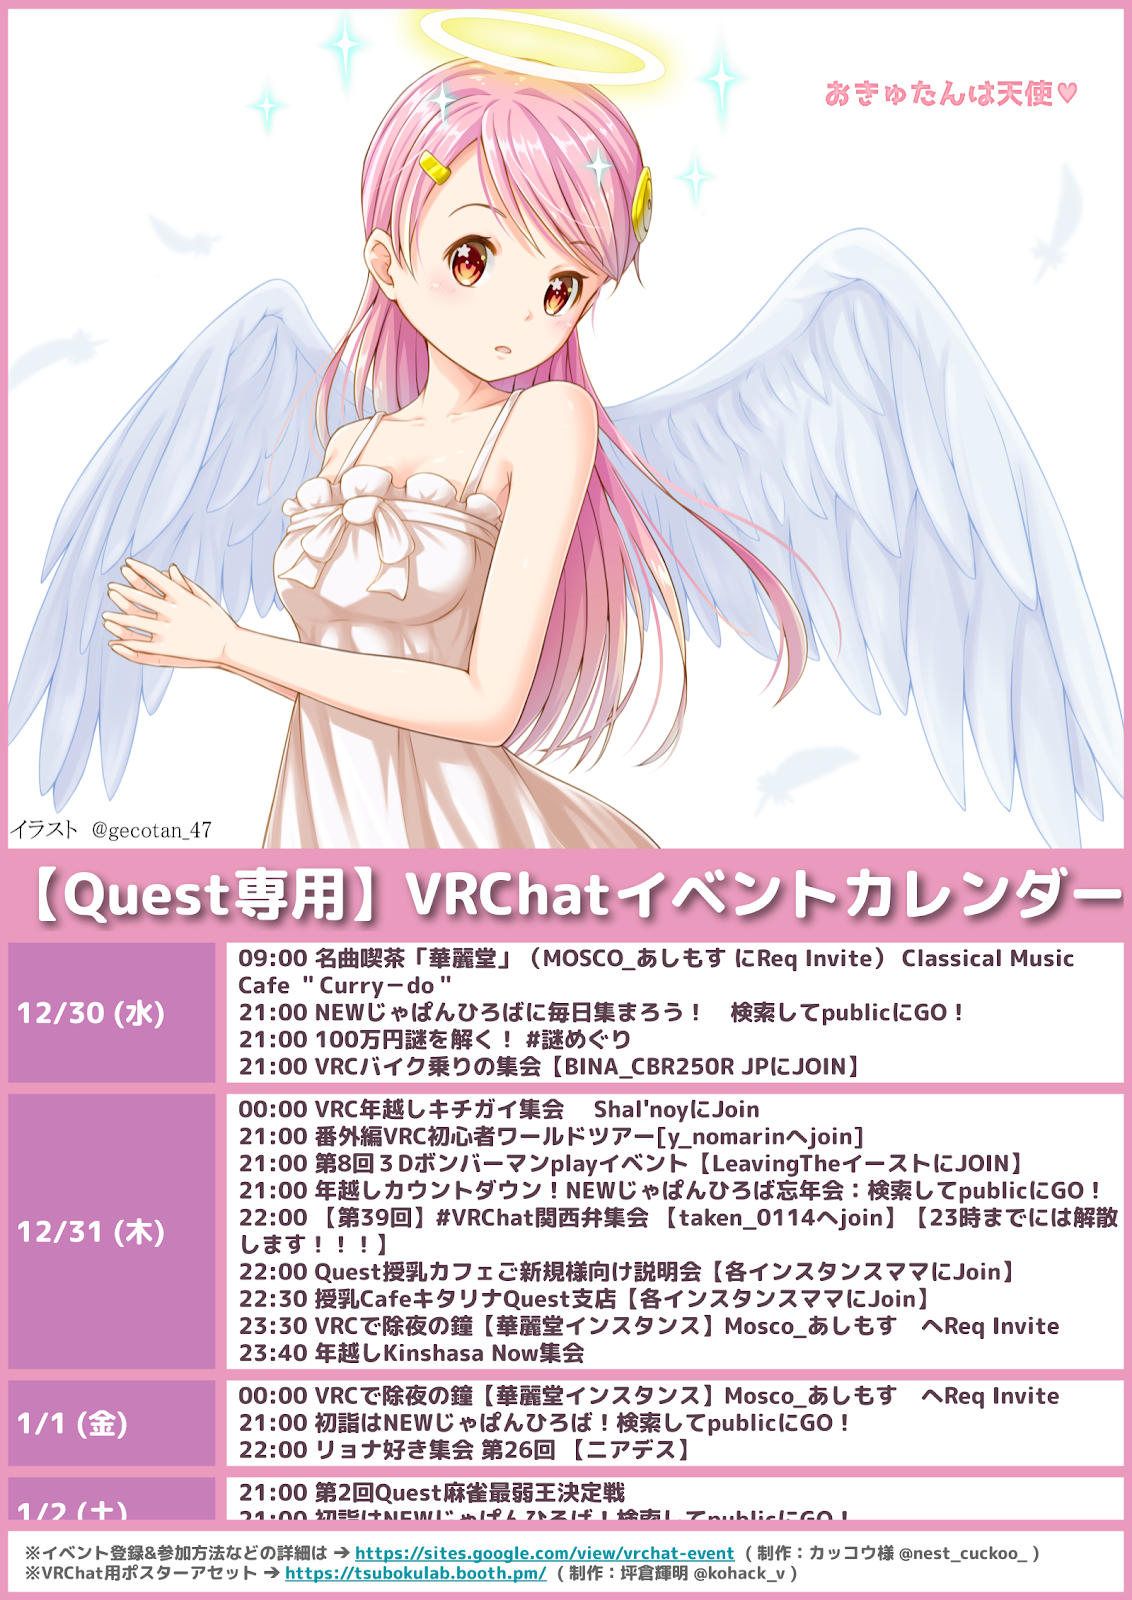 おきゅたんは天使♥
イラスト @gecotan_47
【Quest専用】VRChatイベントカレンダー
12/30 (水)
09:00 名曲喫茶「華麗堂」（MOSCO_あしもす にReq Invite） Classical Music
Cafe ＂Curryーdo＂
21:00 NEWじゃぱんひろばに毎日集まろう！　検索してpublicにGO！
21:00 100万円謎を解く！ #謎めぐり
21:00 VRCバイク乗りの集会【BINA_CBR250R JPにJOIN】
12/31 (木)
00:00 VRC年越しキチガイ集会　 Shal'noyにJoin
21:00 番外編VRC初心者ワールドツアー[y_nomarinへjoin]
21:00 第8回３Dボンバーマンplayイベント【LeavingTheイーストにJOIN】
21:00 年越しカウントダウン！NEWじゃぱんひろば忘年会：検索してpublicにGO！
22:00 【第39回】#VRChat関西弁集会 【taken_0114へjoin】【23時までには解散
します！！！】
22:00 Quest授乳カフェご新規様向け説明会【各インスタンスママにJoin】
22:30 授乳CafeキタリナQuest支店【各インスタンスママにJoin】
23:30 VRCで除夜の鐘【華麗堂インスタンス】Mosco_あしもす　へReq Invite
23:40 年越しKinshasa Now集会
1/1 (金)
00:00 VRCで除夜の鐘【華麗堂インスタンス】Mosco_あしもす　へReq Invite
21:00 初詣はNEWじゃぱんひろば！検索してpublicにGO！
22:00 リョナ好き集会 第26回 【ニアデス】
1/2 (土)
21:00 第2回Quest麻雀最弱王決定戦
21:00 初詣はNEWじゃぱんひろば！検索してpublicにGO！
※イベント登録&参加方法などの詳細は → https://sites.google.com/view/vrchat-event ( 制作：カッコウ様 @nest_cuckoo_ )
※VRChat用ポスターアセット → https://tsubokulab.booth.pm/ ( 制作：坪倉輝明 @kohack_v )